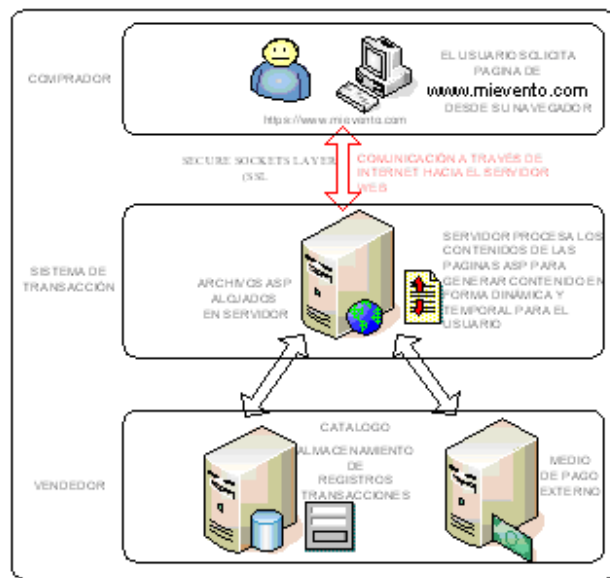 COMPRADOR
EL USUARIO SOLICITA
PAGINA DE
www.mievento.com
DESDE SU NAVEGADOR
https://www.mievento.com
SECURE SOCKETS LAYER
(SSL
COMUNICACIÓN A TRAVÉS DE
INTERNET HACIA EL SERVIDOR
WEB
SISTEMA DE
TRANSACCIÓN
ARCHIVOS ASP
ALOJADOS
EN SERVIDOR
SERVIDOR PROCESA LOS
CONTENIDOS DE LAS
PAGINAS ASP PARA
GENERAR CONTENIDO EN
FORMA DINÁMICA Y
TEMPORAL PARA EL
USUARIO
VENDEDOR
CATALOGO
ALMACENAMIENTO
DE
REGISTROS
TRANSACCIONES
MEDIO
DE PAGO
EXTERNO